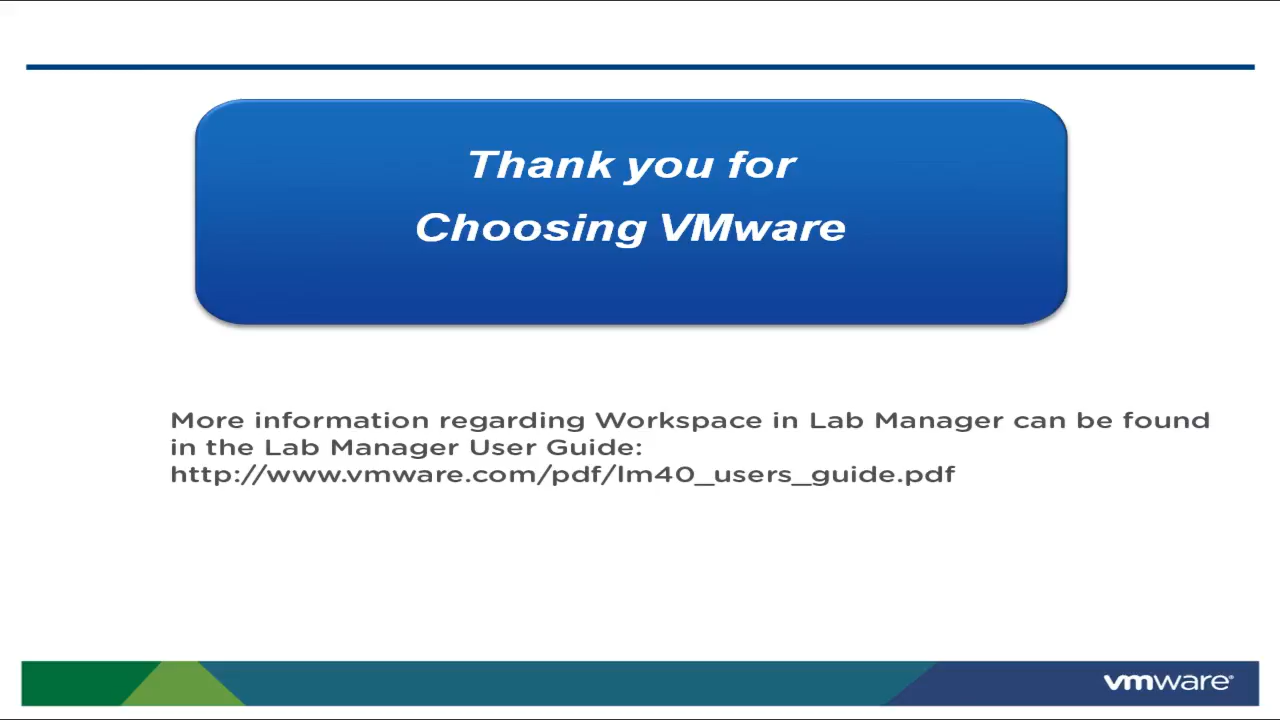 Thank you for
Choosing VMware
More information regarding Workspace in Lab Manager can be found
in the Lab Manager User Guide:
http://www.vmware.com/pdf/lm40_users_guide.pdf
vmware®